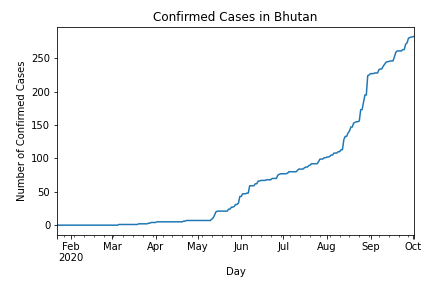 Confirmed Cases in Bhutan
Number of Confirmed Cases
250
200
150
100
50
0
Feb Mar Apr May Jun Jul Aug Sep Oct
2020
Day